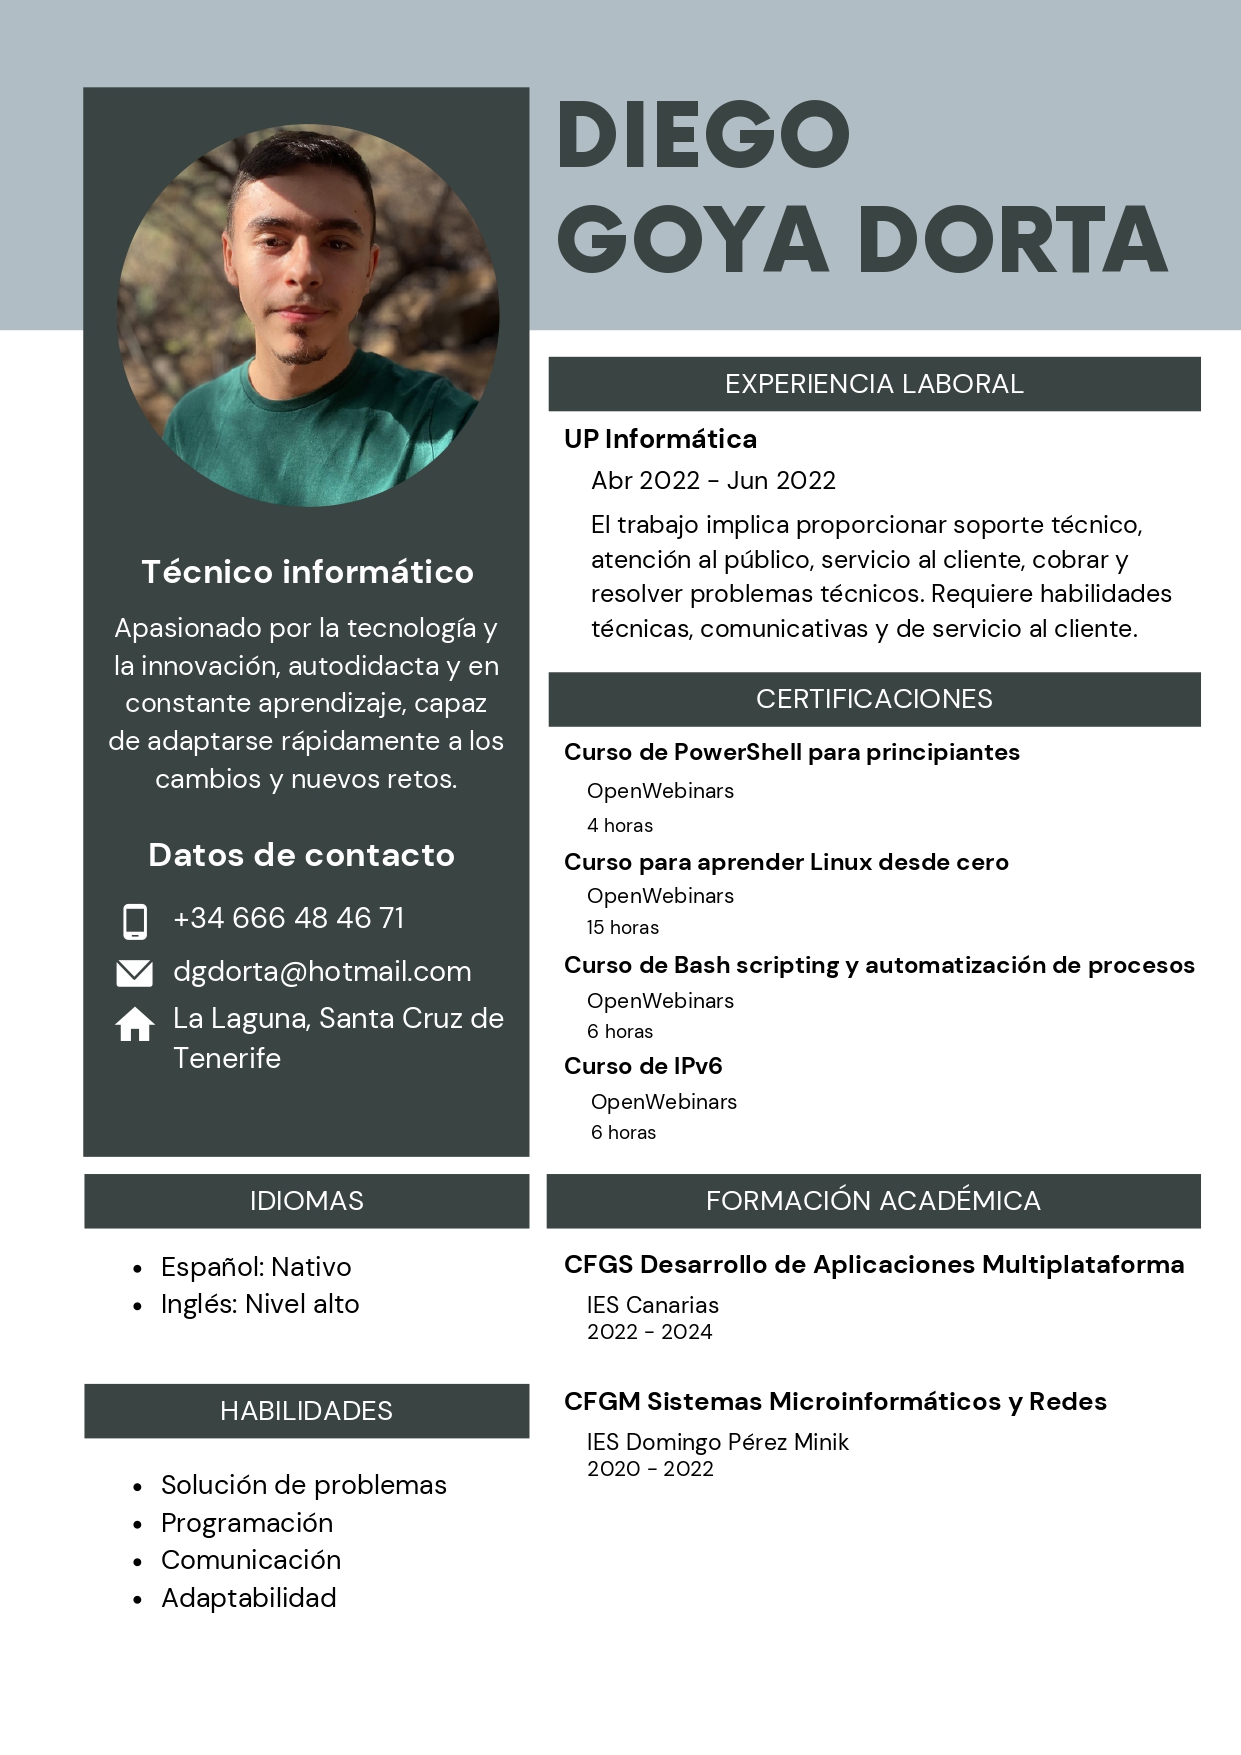 DIEGO
GOYA DORTA
Técnico informático
Apasionado por la tecnología y
la innovación, autodidacta y en
constante aprendizaje, capaz
de adaptarse rápidamente a los
cambios y nuevos retos.
Datos de contacto
+34 666 48 46 71
dgdorta@hotmail.com
La Laguna, Santa Cruz de
Tenerife
IDIOMAS
• Español: Nativo
• Inglés: Nivel alto
HABILIDADES
• Solución de problemas
• Programación
• Comunicación
• Adaptabilidad
EXPERIENCIA LABORAL
UP Informática
Abr 2022 - Jun 2022
El trabajo implica proporcionar soporte técnico,
atención al público, servicio al cliente, cobrar y
resolver problemas técnicos. Requiere habilidades
técnicas, comunicativas y de servicio al cliente.
CERTIFICACIONES
Curso de PowerShell para principiantes
OpenWebinars
4 horas
Curso para aprender Linux desde cero
OpenWebinars
15 horas
Curso de Bash scripting y automatización de procesos
OpenWebinars
6 horas
Curso de IPv6
OpenWebinars
6 horas
FORMACIÓN ACADÉMICA
CFGS Desarrollo de Aplicaciones Multiplataforma
IES Canarias
2022 - 2024
CFGM Sistemas Microinformáticos y Redes
IES Domingo Pérez Minik
2020 - 2022